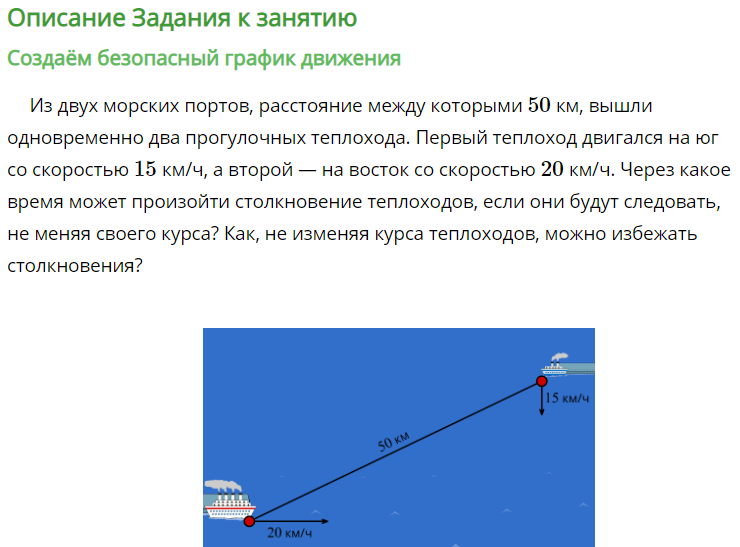 Описание Задания к занятию
Создаём безопасный график движения
Из двух морских портов, расстояние между которыми 50 км, вышли
одновременно два прогулочных теплохода. Первый теплоход двигался на юг
со скоростью 15 км/ч, а второй — на восток со скоростью 20 км/ч. Через какое
время может произойти столкновение теплоходов, если они будут следовать,
не меняя своего курса? Как, не изменяя курса теплоходов, можно избежать
столкновения?
15 км/ч
50 км
20 км/ч